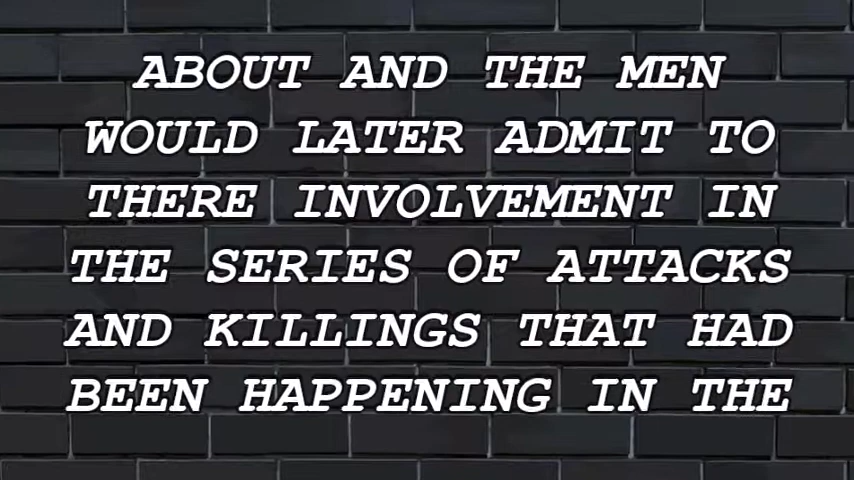 ABOUT AND THE MEN
WOULD LATER ADMIT TO
THERE INVOLVEMENT IN
THE SERIES OF ATTACKS
AND KILLINGS THAT HAD
BEEN HAPPENING IN THE